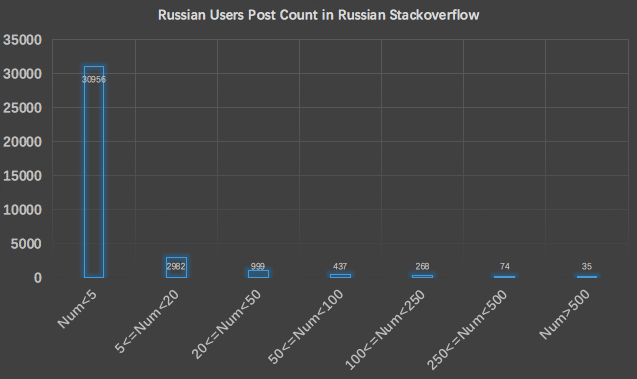 Russian Users Post Count in Russian Stackoverflow
35000
30000
25000
20000
15000
10000
5000
0
30956
2982
999
437
268
74
35
Num<5
5<=Num<20
20<=Num<50
50<=Num<100
100<=Num<250
250<=Num<500
Num>500